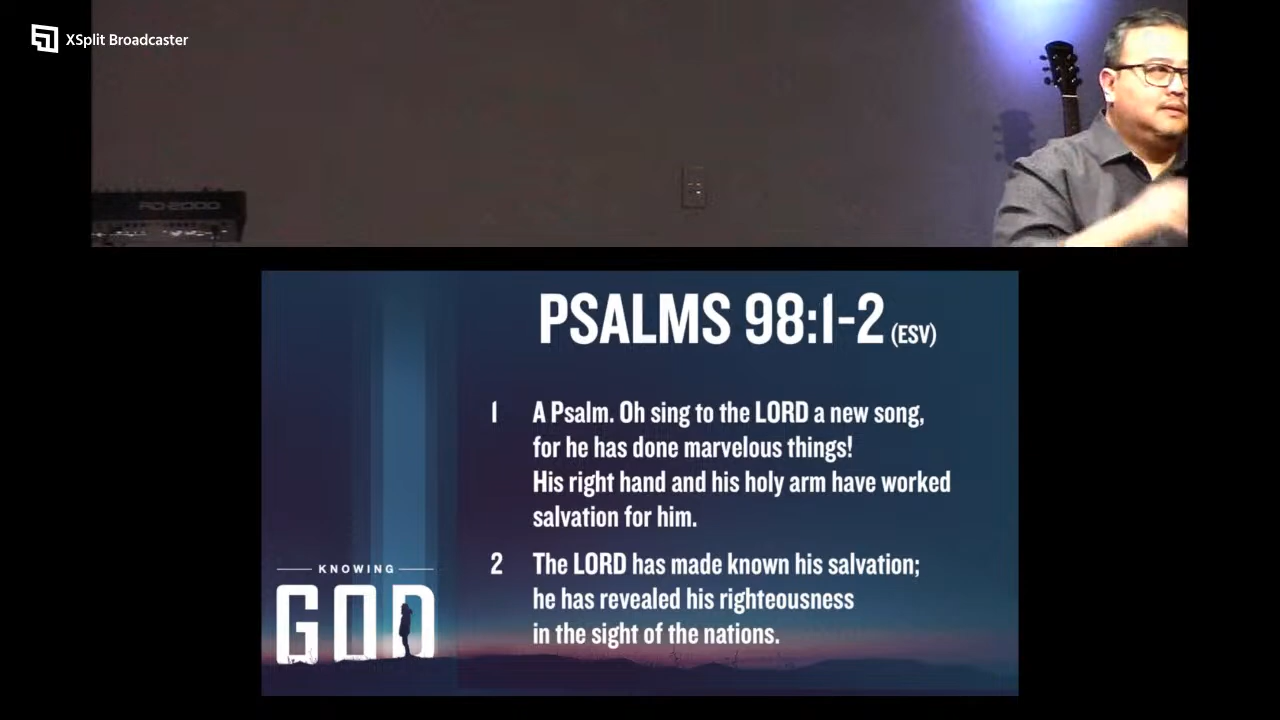 XSplit Broadcaster
RD-2000
PSALMS 98:1-2 (ESV)
1 A Psalm. Oh sing to the LORD a new song,
for he has done marvelous things!
His right hand and his holy arm have worked
salvation for him.
2 The LORD has made known his salvation;
he has revealed his righteousness
in the sight of the nations.
KNOWING
GOD